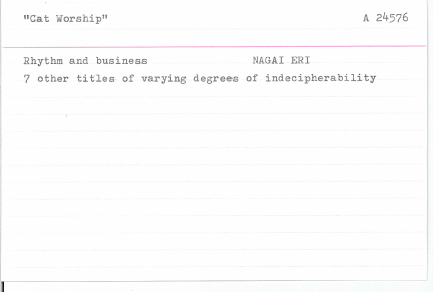 "Cat Worship" A 24576
Rhythm and business NAGAI ERI
7 other titles of varying degrees of indecipherability